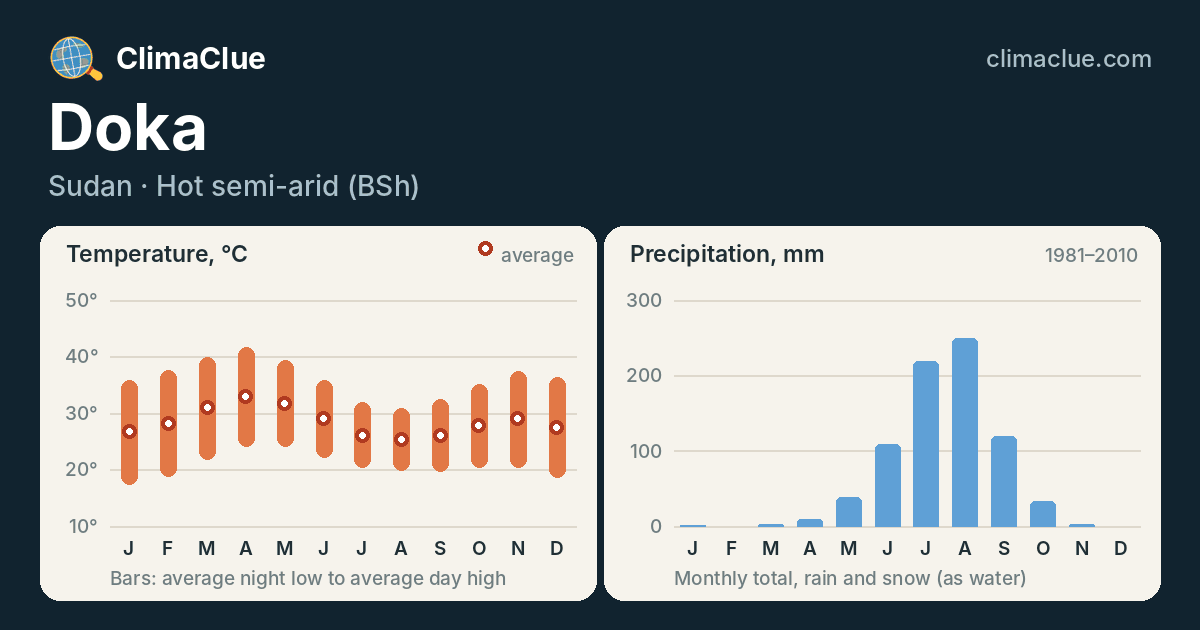 ClimaClue
climaclue.com
Doka
Sudan · Hot semi-arid (BSh)
Temperature, °C
average
50°
40°
30°
20°
10°
J F M A M J J A S O N D
Bars: average night low to average day high
Precipitation, mm
1981–2010
300
200
100
0
J F M A M J J A S O N D
Monthly total, rain and snow (as water)